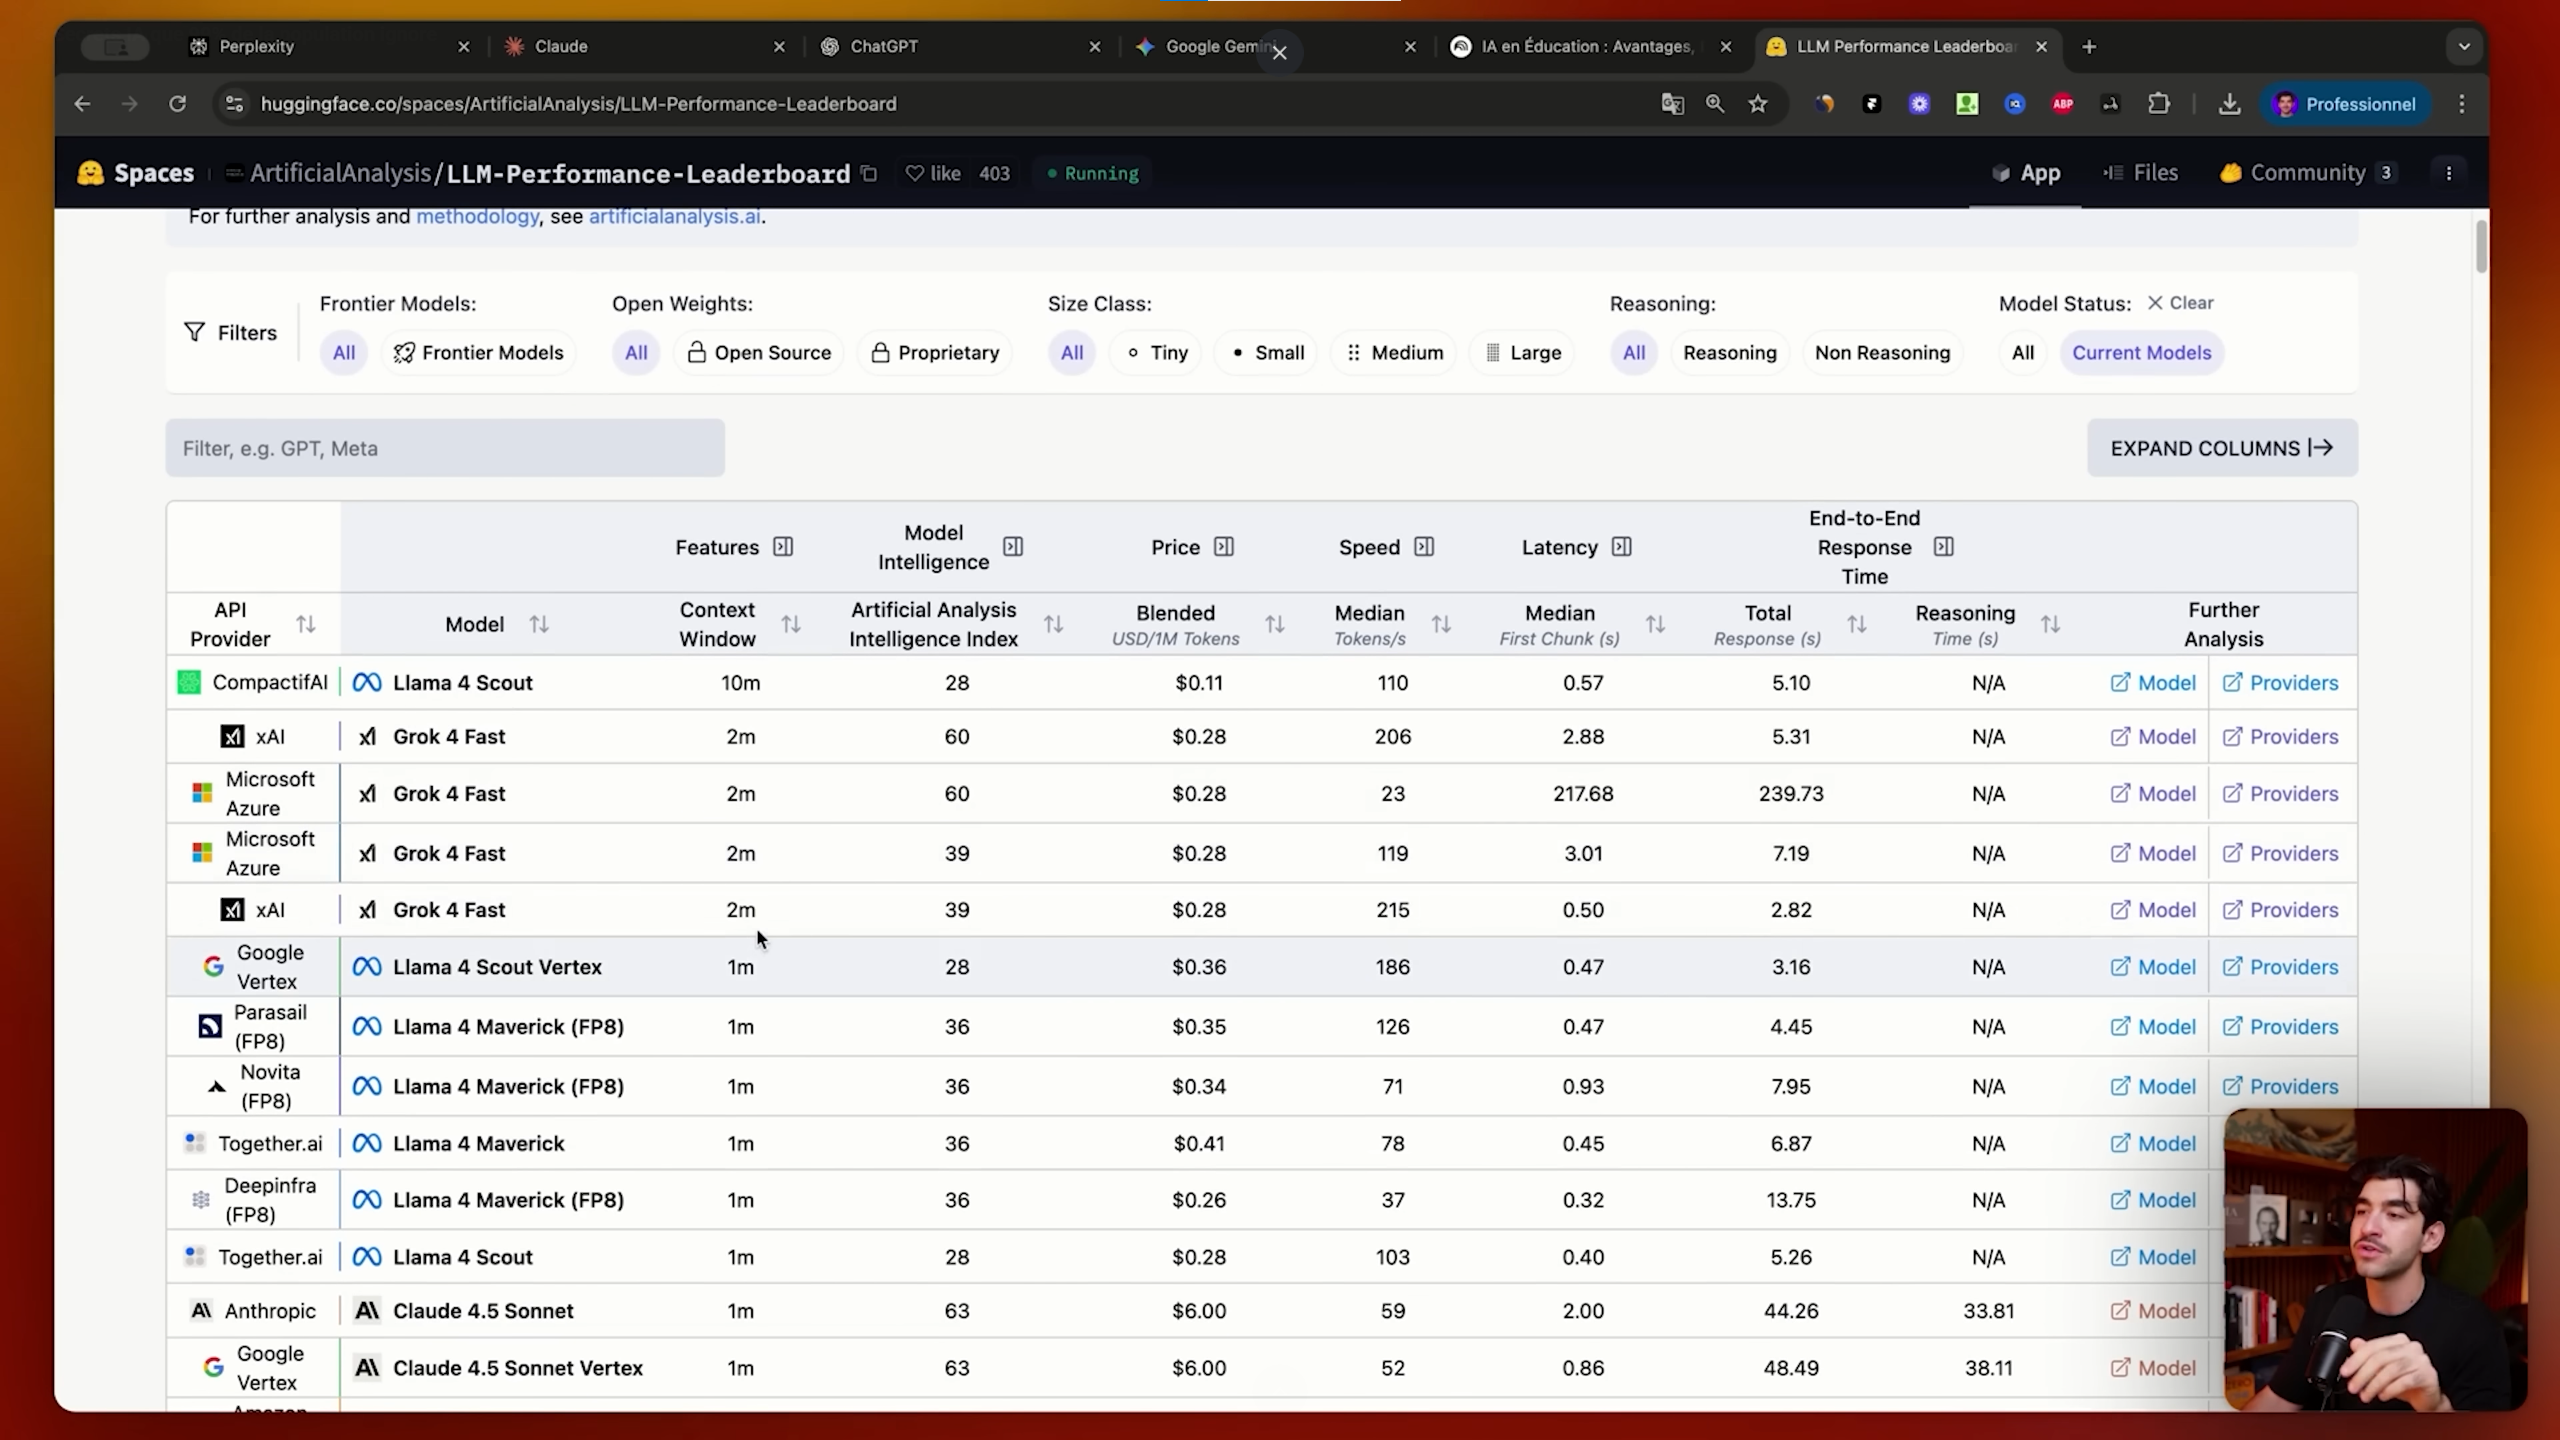 Perplexity
Claude
ChatGPT
Google Gemini
IA en Éducation : Avantages,
LLM Performance Leaderboa
huggingface.co/spaces/ArtificialAnalysis/LLM-Performance-Leaderboard
ABP
Professionnel
Spaces ArtificialAnalysis/LLM-Performance-Leaderboard like 403 Running App Files Community 3
For further analysis and methodology, see artificialanalysis.ai.
Filters
Frontier Models:
All Frontier Models
Open Weights:
All Open Source Proprietary
Size Class:
All Tiny Small Medium Large
Reasoning:
All Reasoning Non Reasoning
Model Status: Clear
All Current Models
Filter, e.g. GPT, Meta
EXPAND COLUMNS
Features
Model Intelligence
Price
Speed
Latency
End-to-End Response Time
API Provider
Model
Context Window
Artificial Analysis Intelligence Index
Blended USD/1M Tokens
Median Tokens/s
Median First Chunk (s)
Total Response (s)
Reasoning Time (s)
Further Analysis
CompactifAI Llama 4 Scout 10m 28 $0.11 110 0.57 5.10 N/A Model Providers
xAI Grok 4 Fast 2m 60 $0.28 206 2.88 5.31 N/A Model Providers
Microsoft Azure Grok 4 Fast 2m 60 $0.28 23 217.68 239.73 N/A Model Providers
Microsoft Azure Grok 4 Fast 2m 39 $0.28 119 3.01 7.19 N/A Model Providers
xAI Grok 4 Fast 2m 39 $0.28 215 0.50 2.82 N/A Model Providers
Google Vertex Llama 4 Scout Vertex 1m 28 $0.36 186 0.47 3.16 N/A Model Providers
Parasail (FP8) Llama 4 Maverick (FP8) 1m 36 $0.35 126 0.47 4.45 N/A Model Providers
Novita (FP8) Llama 4 Maverick (FP8) 1m 36 $0.34 71 0.93 7.95 N/A Model Providers
Together.ai Llama 4 Maverick 1m 36 $0.41 78 0.45 6.87 N/A Model
Deepinfra (FP8) Llama 4 Maverick (FP8) 1m 36 $0.26 37 0.32 13.75 N/A Model
Together.ai Llama 4 Scout 1m 28 $0.28 103 0.40 5.26 N/A Model
Anthropic Claude 4.5 Sonnet 1m 63 $6.00 59 2.00 44.26 33.81 Model
Google Vertex Claude 4.5 Sonnet Vertex 1m 63 $6.00 52 0.86 48.49 38.11 Model